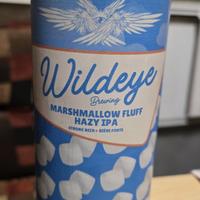 Wildeye
Brewing
MARSHMALLOW FLUFF
HAZY IPA
STRONG BEER • BIÈRE FORTE